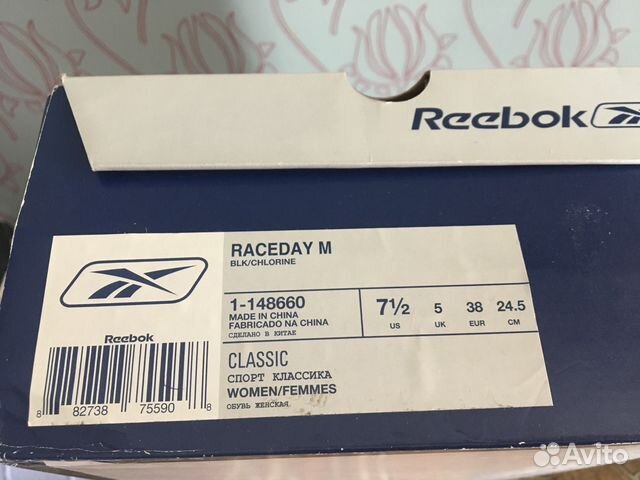 Reebok
RACEDAY M
BLK/CHLORINE
1-148660
MADE IN CHINA
FABRICADO NA CHINA
СДЕЛАНО В КИТАЕ
7½ 5 38 24.5
US UK EUR CM
Reebok
CLASSIC
СПОРТ КЛАССИКА
WOMEN/FEMMES
ОБУВЬ ЖЕНСКАЯ
8 82738 75590 8
Avito